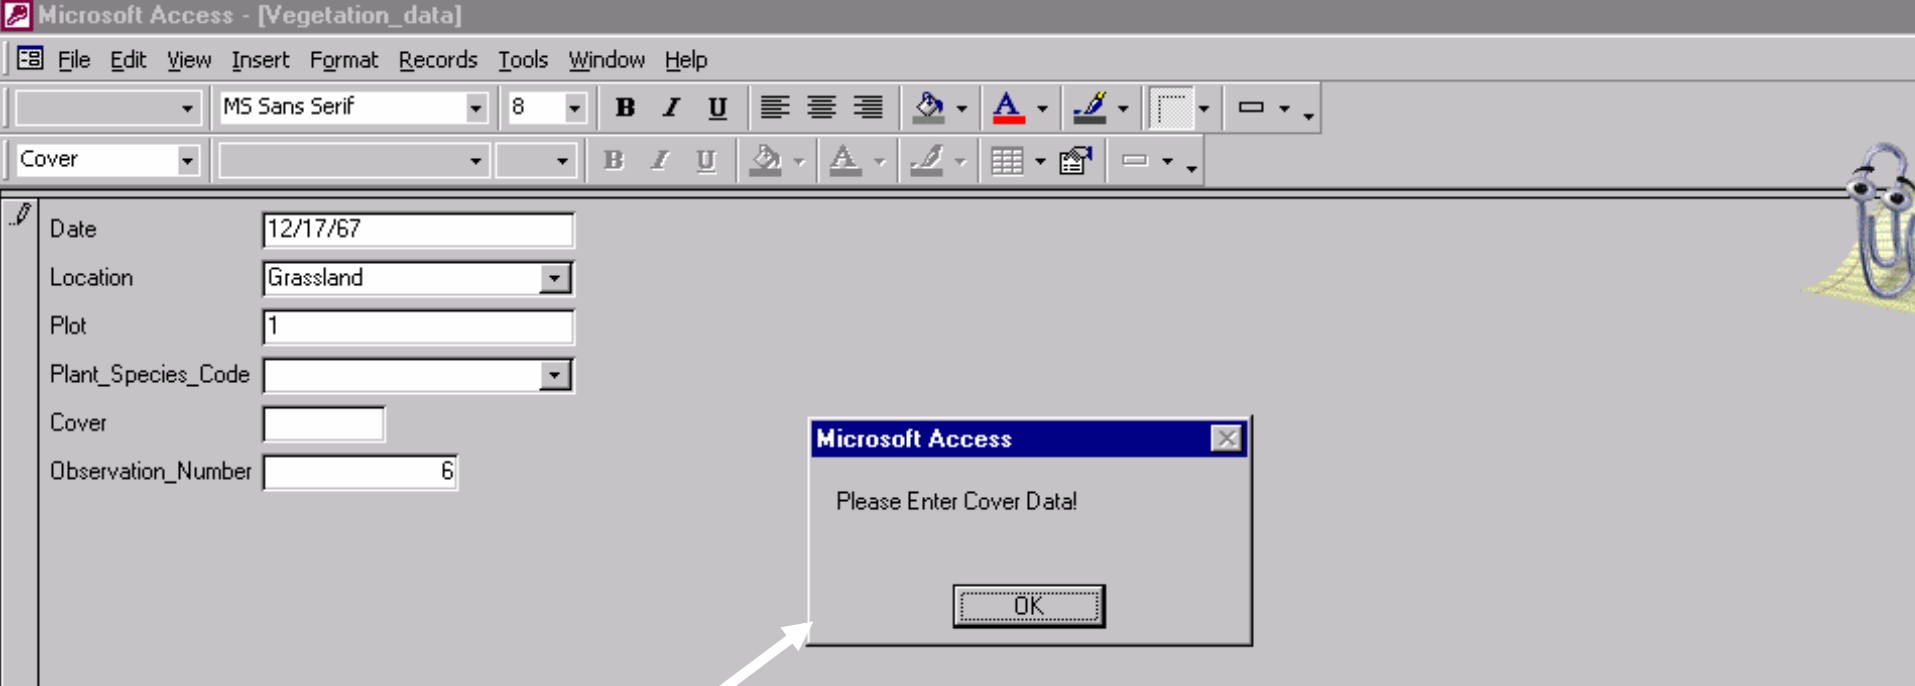 Microsoft Access - [Vegetation_data]
File Edit View Insert Format Records Tools Window Help
MS Sans Serif 8 B I U A
Cover B I U A
Date 12/17/67
Location Grassland
Plot 1
Plant_Species_Code
Cover
Observation_Number 6
Microsoft Access
Please Enter Cover Data!
OK